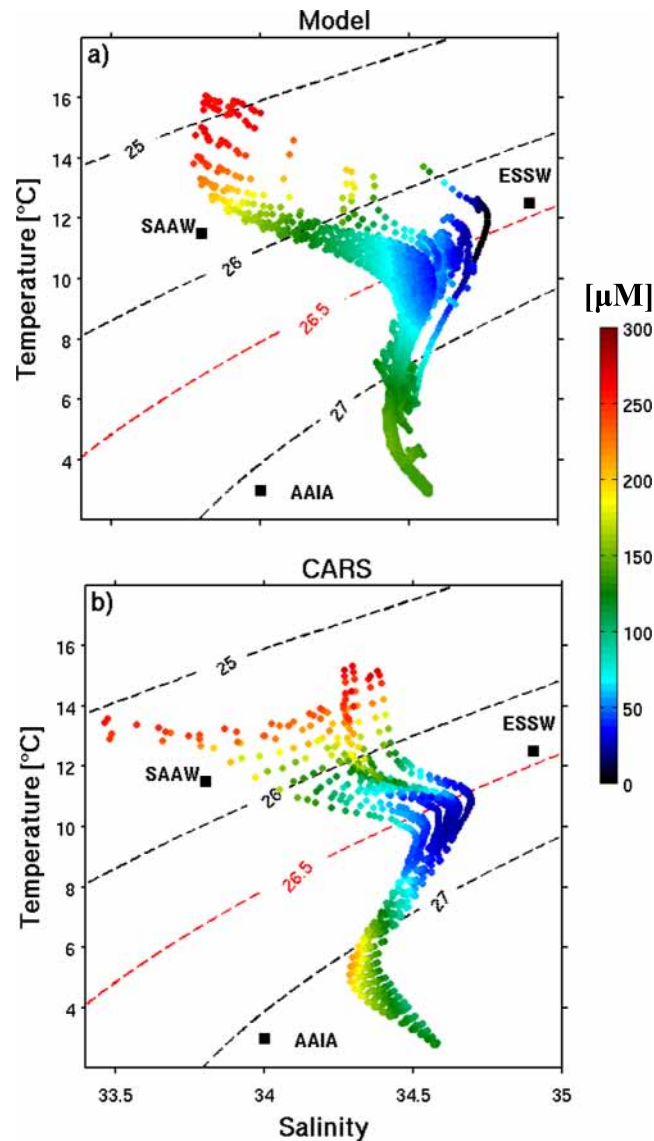 Model
a)
16
14
12
10
8
6
4
Temperature [°C]
25
26
26.5
27
SAAW
ESSW
AAIA
[µM]
300
250
200
150
100
50
0
CARS
b)
16
14
12
10
8
6
4
Temperature [°C]
25
26
26.5
27
SAAW
ESSW
AAIA
33.5
34
34.5
35
Salinity